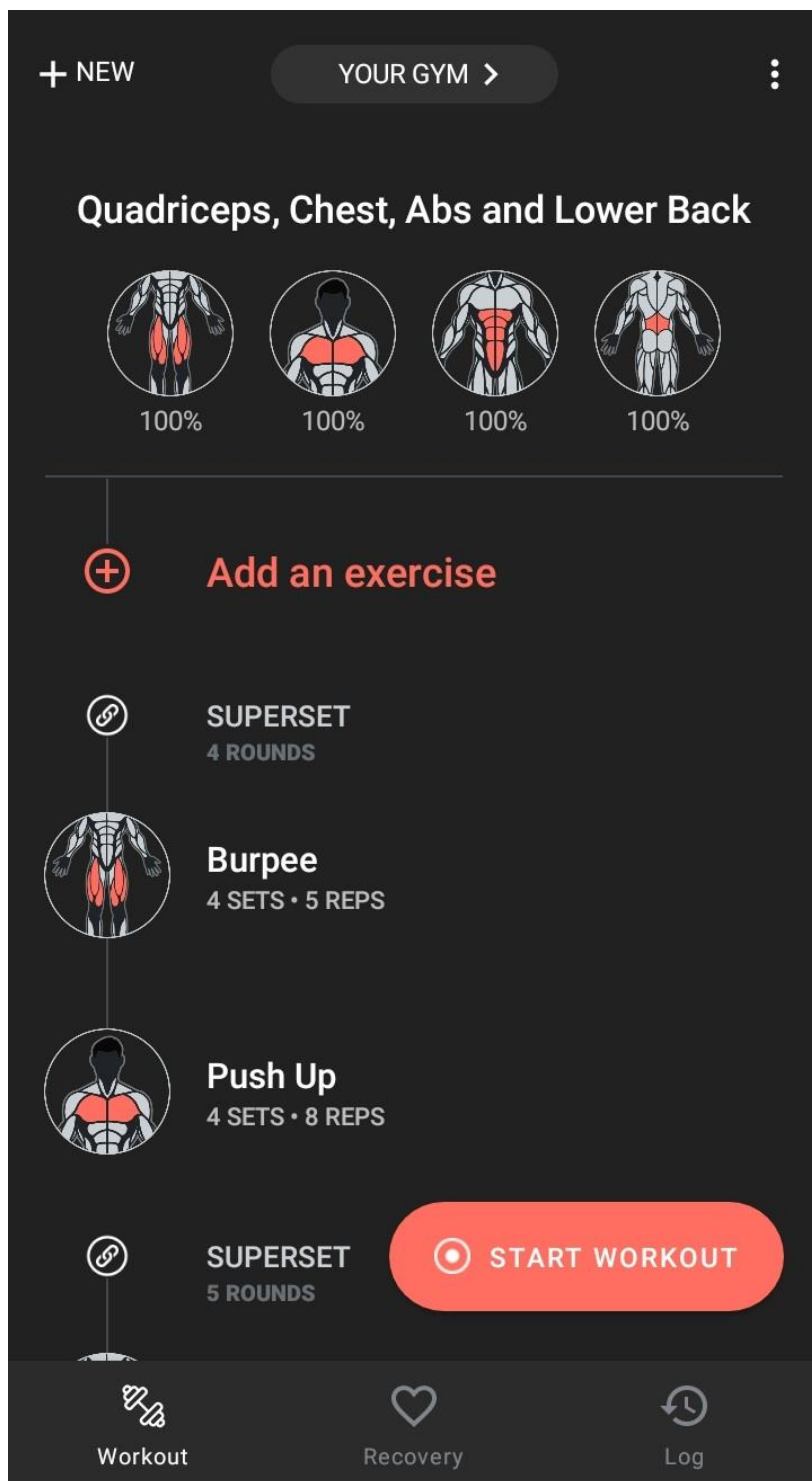 + NEW
YOUR GYM >
Quadriceps, Chest, Abs and Lower Back
100%
100%
100%
100%
Add an exercise
SUPERSET
4 ROUNDS
Burpee
4 SETS • 5 REPS
Push Up
4 SETS • 8 REPS
SUPERSET
5 ROUNDS
START WORKOUT
Workout
Recovery
Log